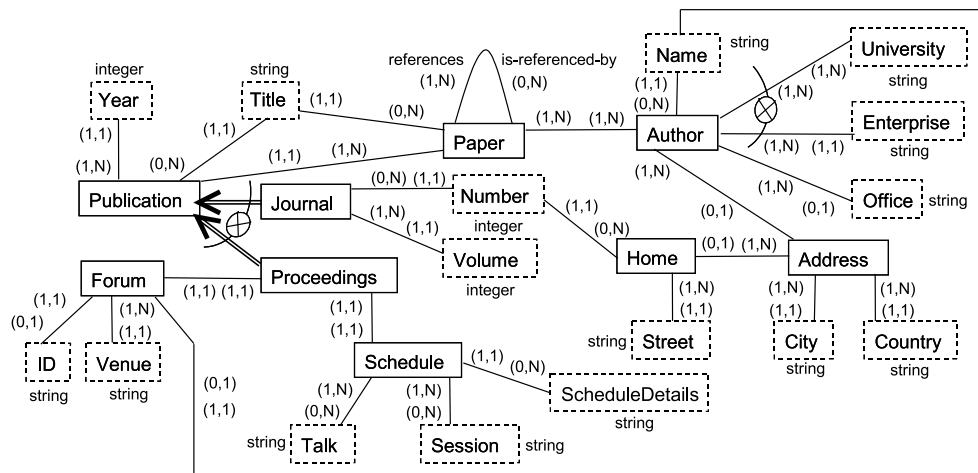 references
is-referenced-by
string
University
integer
string
(1,N)
(0,N)
Name
(1,N)
string
Year
Title
(1,1)
(1,1)
(1,N)
Enterprise
(0,N)
(0,N)
(1,1)
(1,1)
Paper
(1,N)
(1,N)
Author
(1,N)
(1,1)
string
(1,N)
(0,N)
(1,1)
(1,N)
(1,N)
(1,N)
Office
string
Publication
Journal
(0,N)
(1,1)
Number
(0,1)
integer
(1,1)
(0,1)
(1,N)
(1,1)
Volume
(0,N)
Home
(0,1)
(1,N)
Address
Forum
Proceedings
integer
(1,1)
(1,1)
(1,1)
(1,N)
(1,N)
(1,N)
(1,N)
(0,1)
(1,1)
(1,1)
(1,1)
(1,1)
(1,1)
string
Street
City
Country
ID
Venue
Schedule
(1,1)
(0,N)
string
string
string
string
(0,1)
(1,N)
(1,N)
ScheduleDetails
(1,1)
(0,N)
(0,N)
string
string
Talk
Session
string